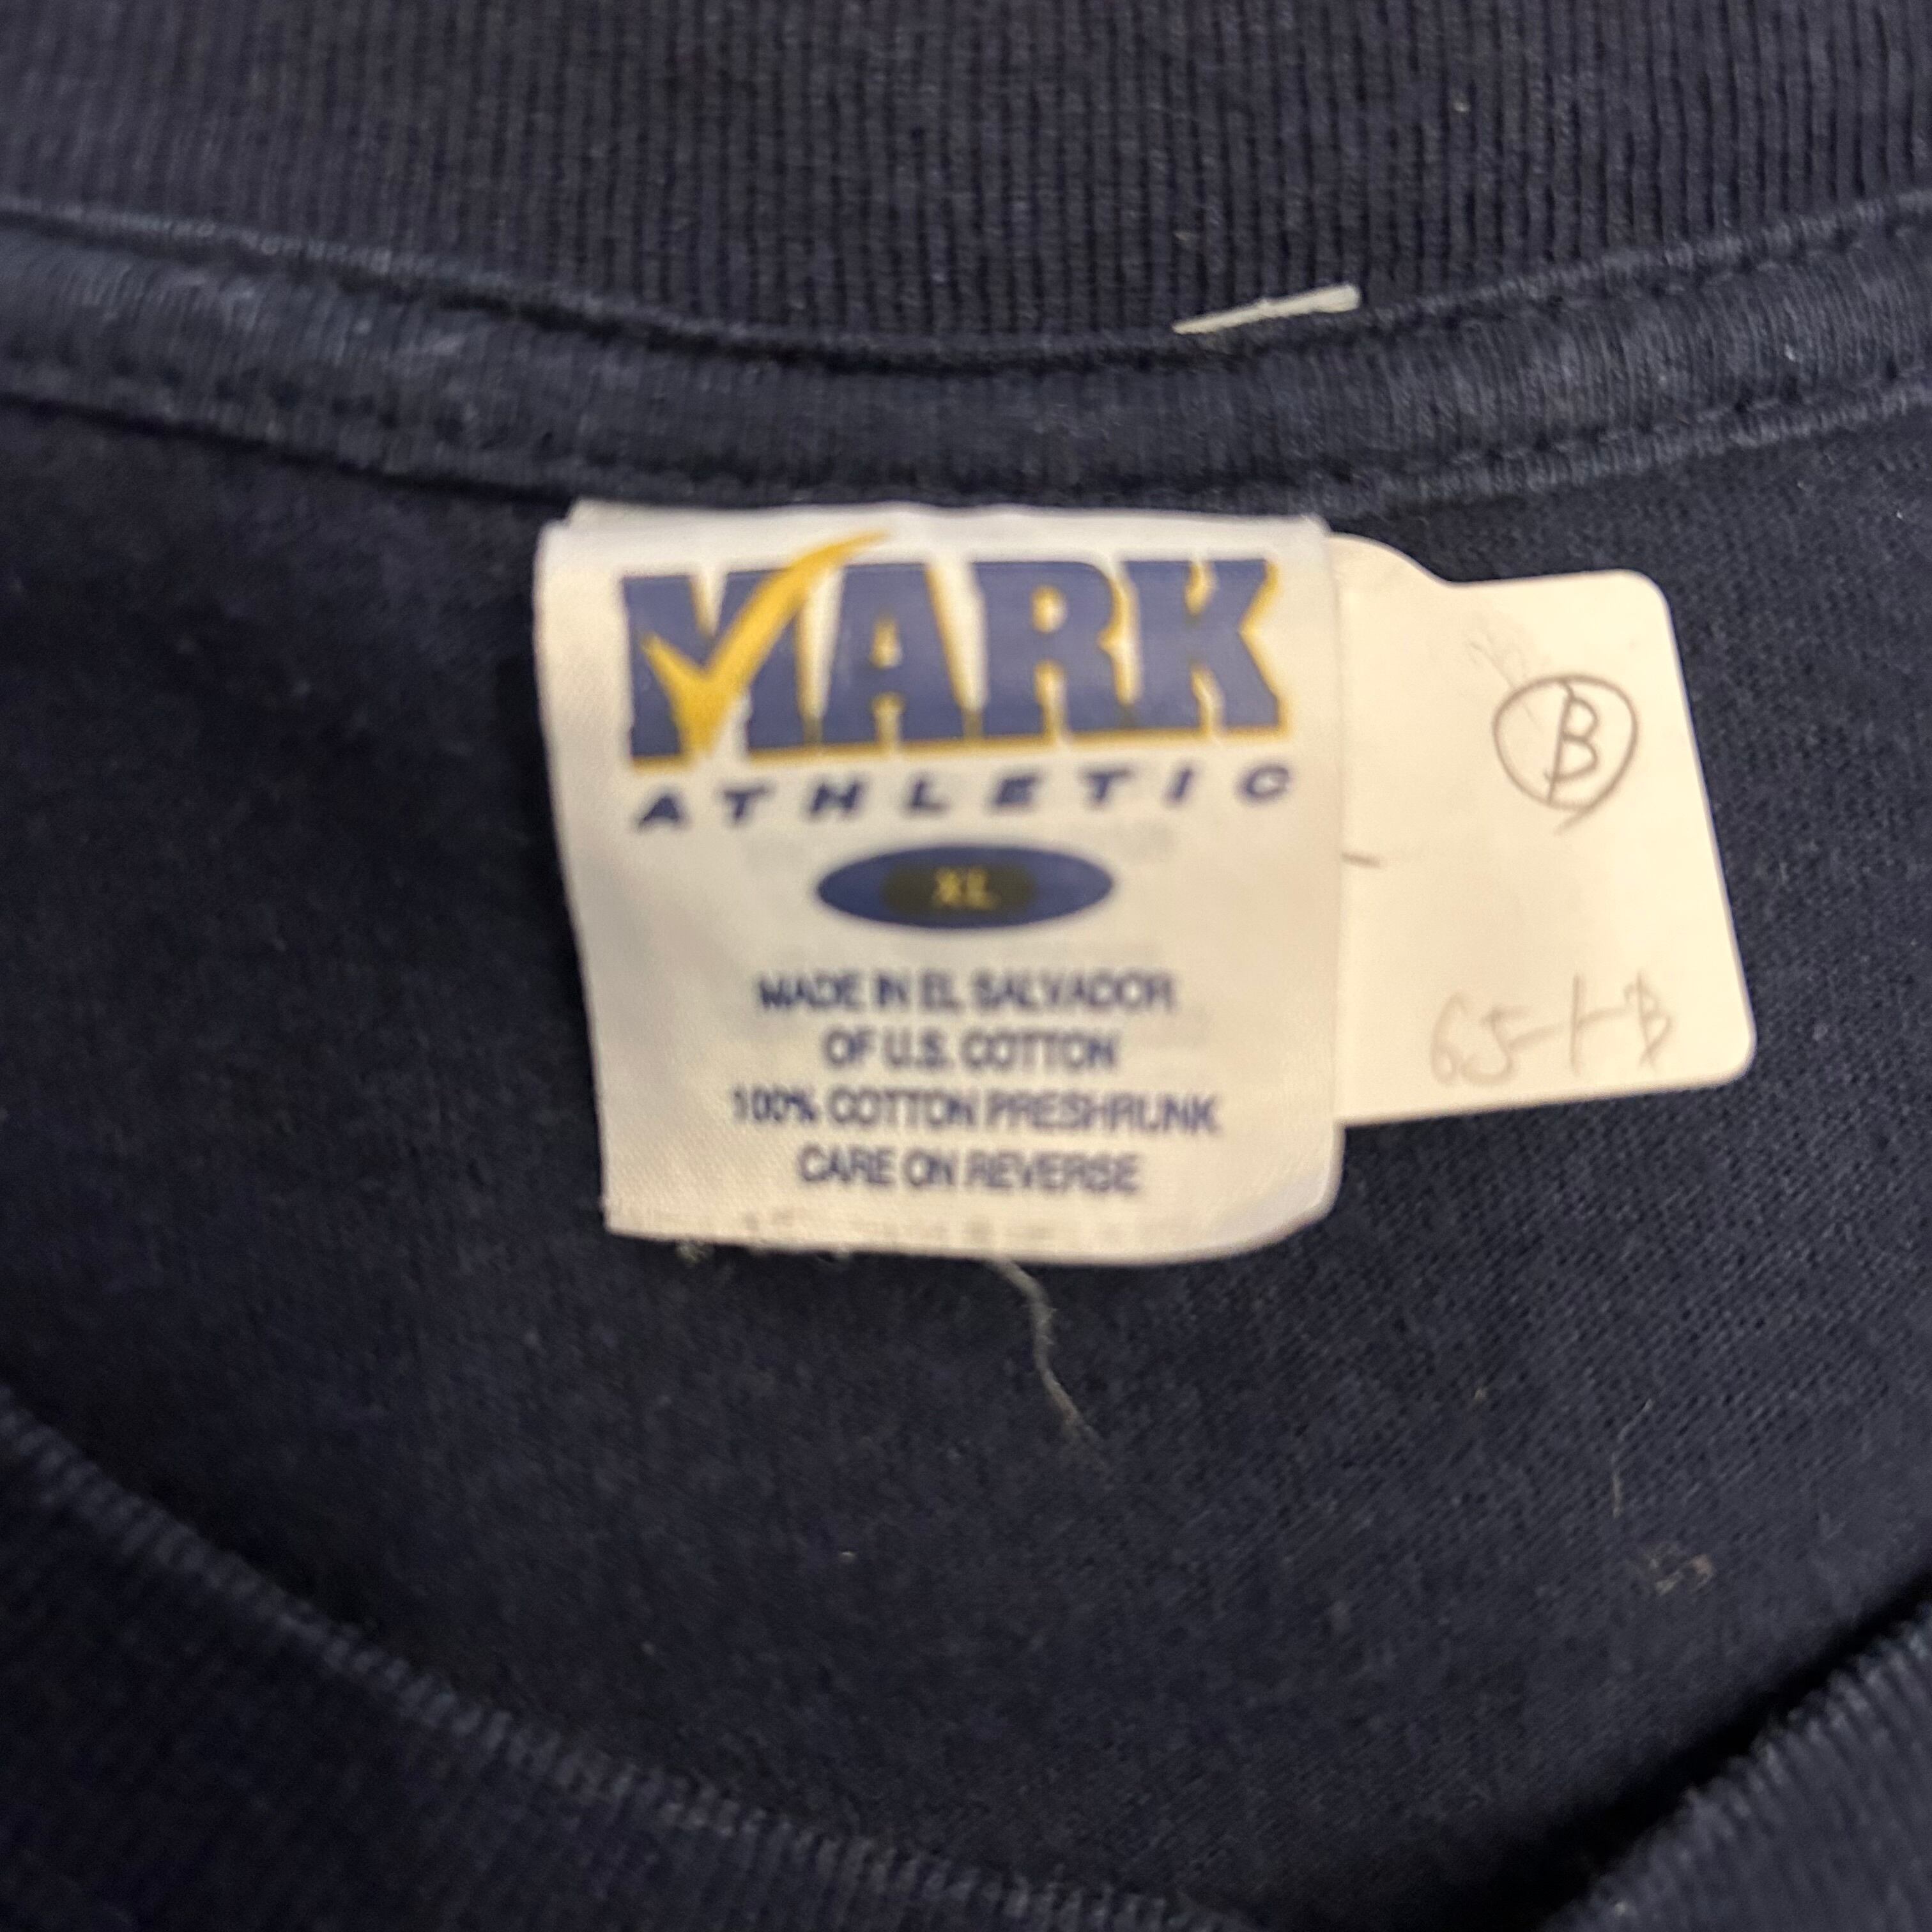 MARK
ATHLETIC
XL
MADE IN EL SALVADOR
OF U.S. COTTON
100% COTTON PRESHRUNK
CARE ON REVERSE
B
65-1-B